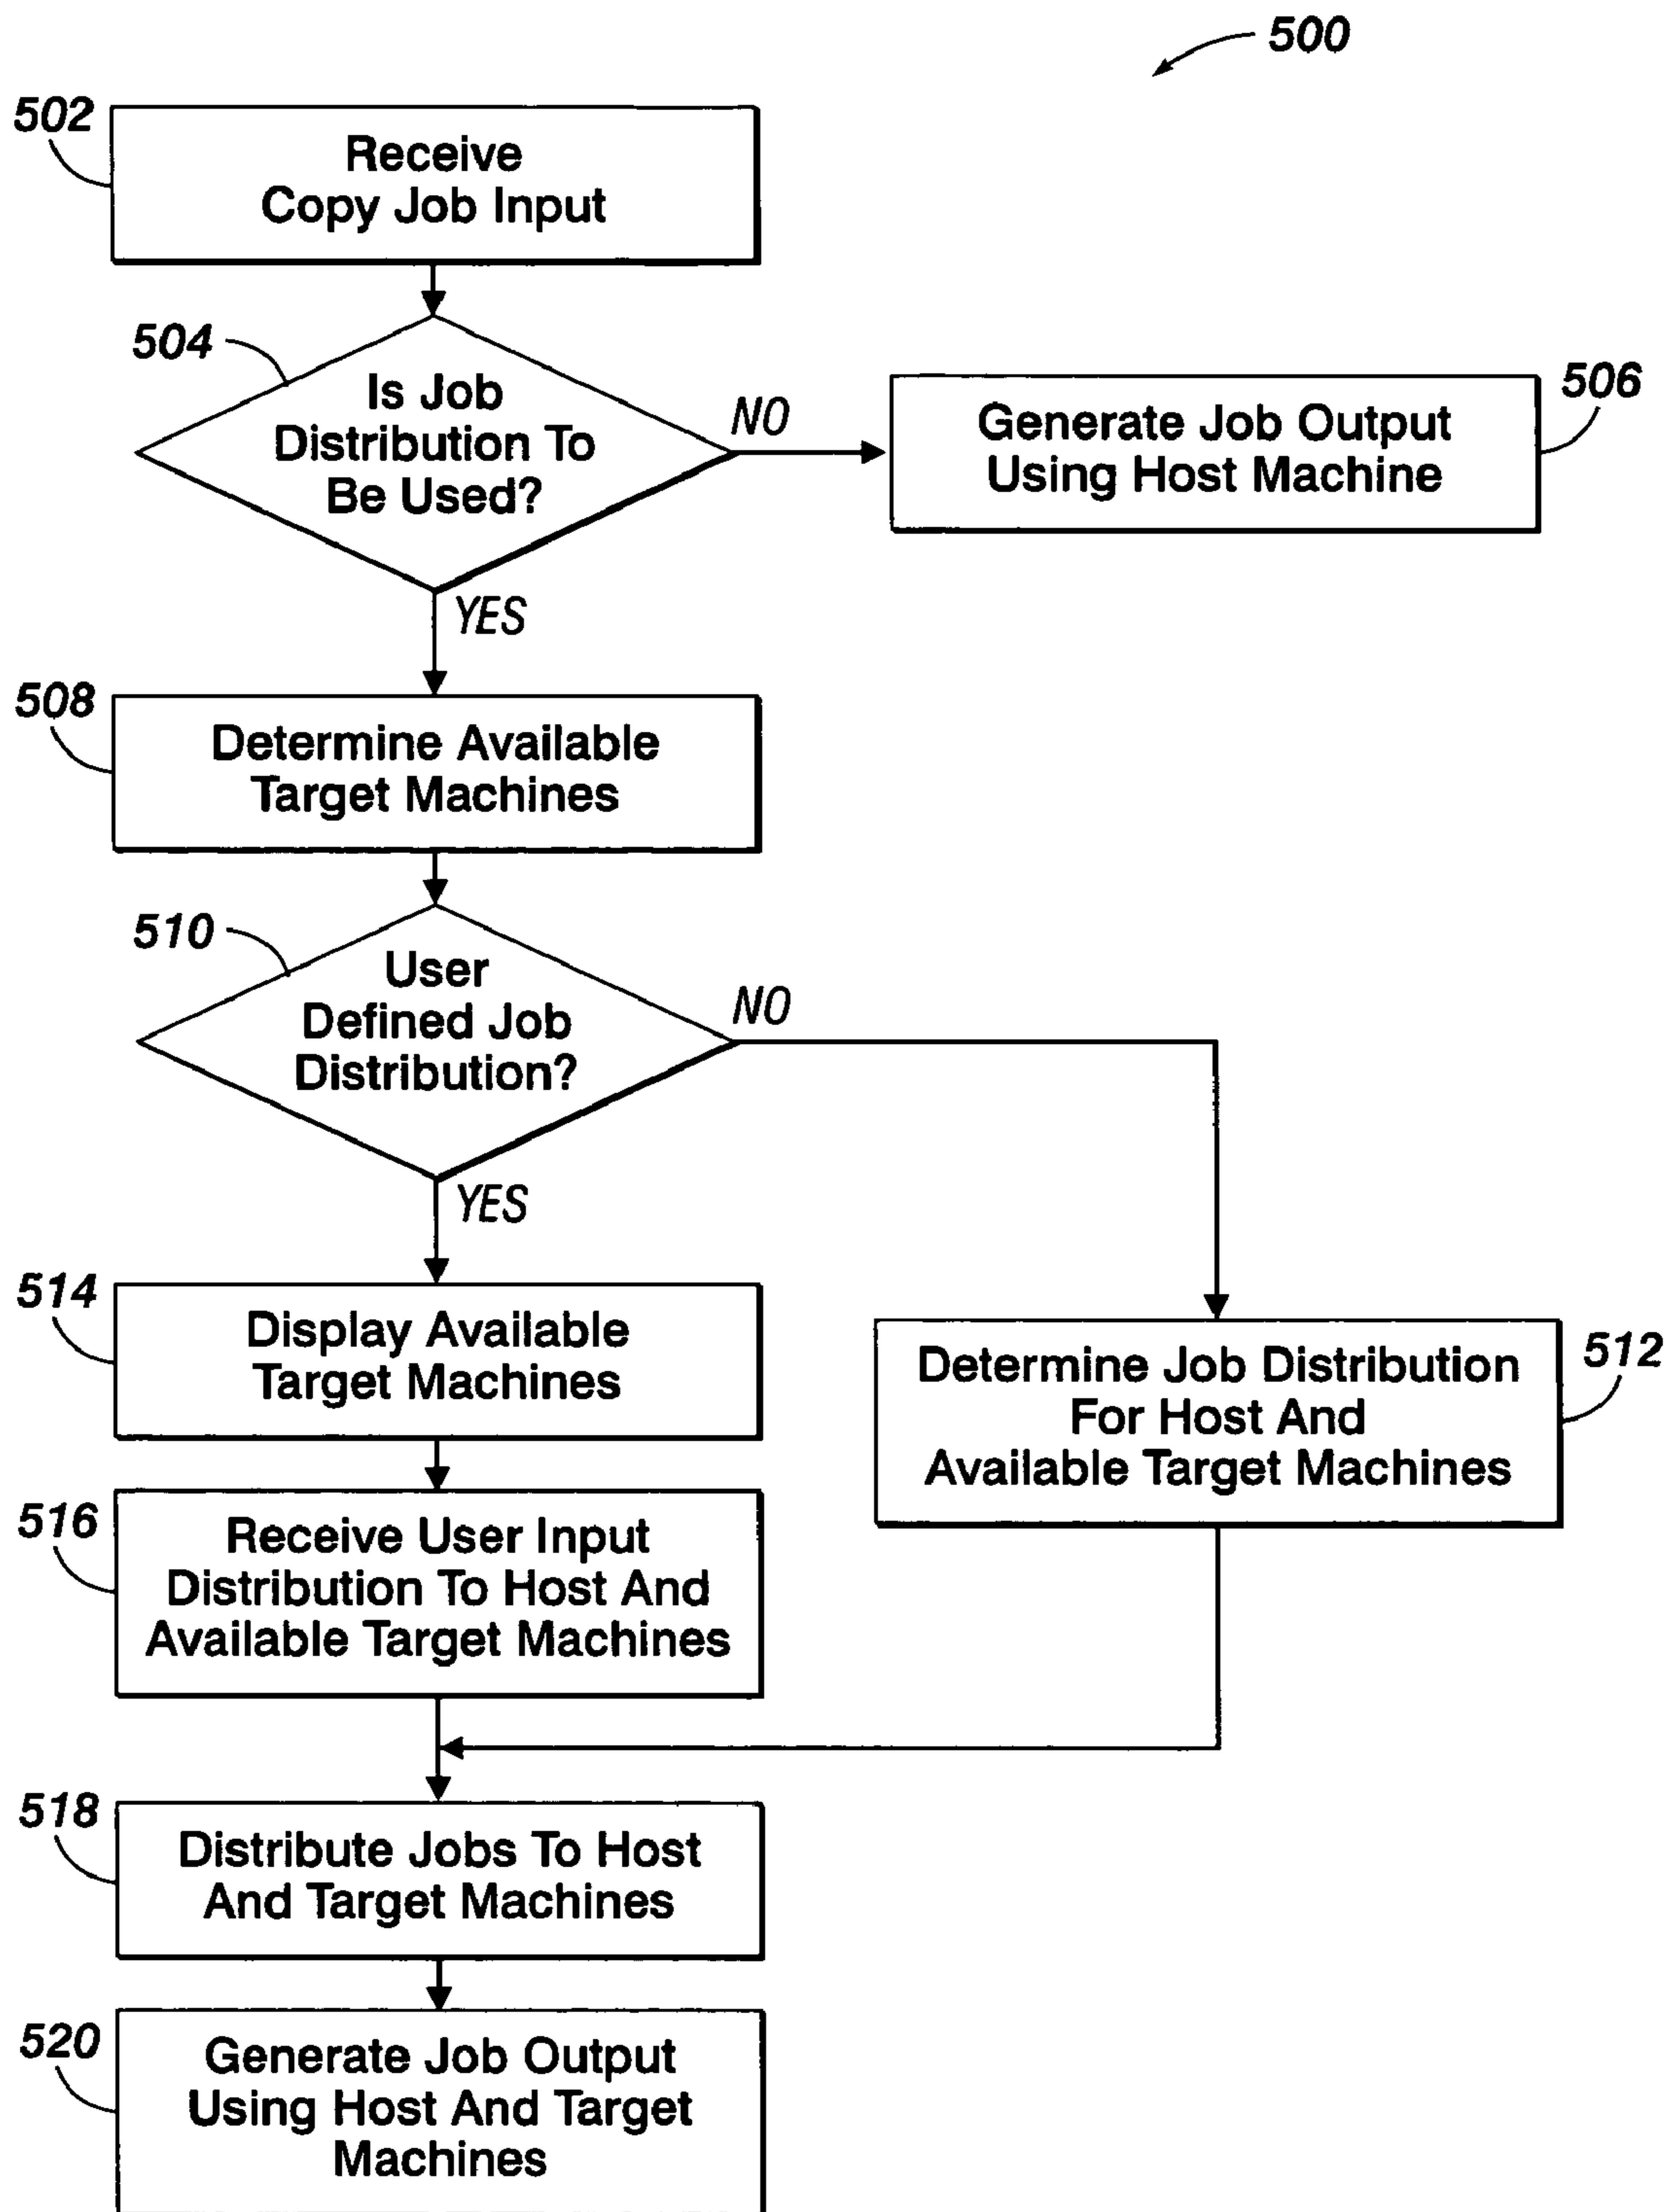 500
502
Receive
Copy Job Input
504
Is Job
Distribution To
Be Used?
NO
506
Generate Job Output
Using Host Machine
YES
508
Determine Available
Target Machines
510
User
Defined Job
Distribution?
NO
YES
514
Display Available
Target Machines
512
Determine Job Distribution
For Host And
Available Target Machines
516
Receive User Input
Distribution To Host And
Available Target Machines
518
Distribute Jobs To Host
And Target Machines
520
Generate Job Output
Using Host And Target
Machines